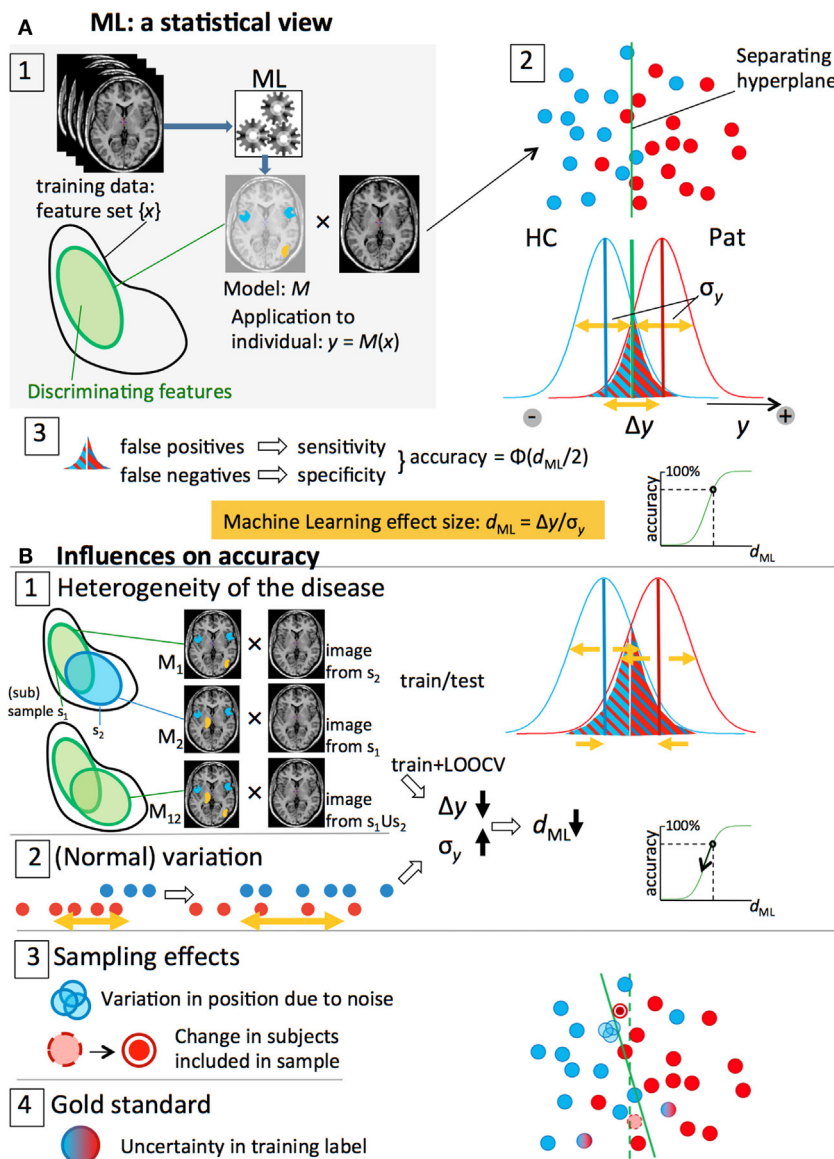 A ML: a statistical view
1
ML
training data:
feature set {x}
Model: M
Application to
individual: y = M(x)
Discriminating features
2
Separating
hyperplane
HC
Pat
σy
-
Δy
y
+
3
false positives ⇨ sensitivity
false negatives ⇨ specificity
} accuracy = Φ(dML/2)
Machine Learning effect size: dML = Δy/σy
100%
accuracy
dML
B Influences on accuracy
1 Heterogeneity of the disease
(sub)
sample s1
s2
M1 × image
from s2
M2 × image
from s1
M12 × image
from s1Us2
train/test
train+LOOCV
Δy ↓
σy ↑
⇨ dML ↓
100%
accuracy
dML
2 (Normal) variation
3 Sampling effects
Variation in position due to noise
→ Change in subjects
included in sample
4 Gold standard
Uncertainty in training label